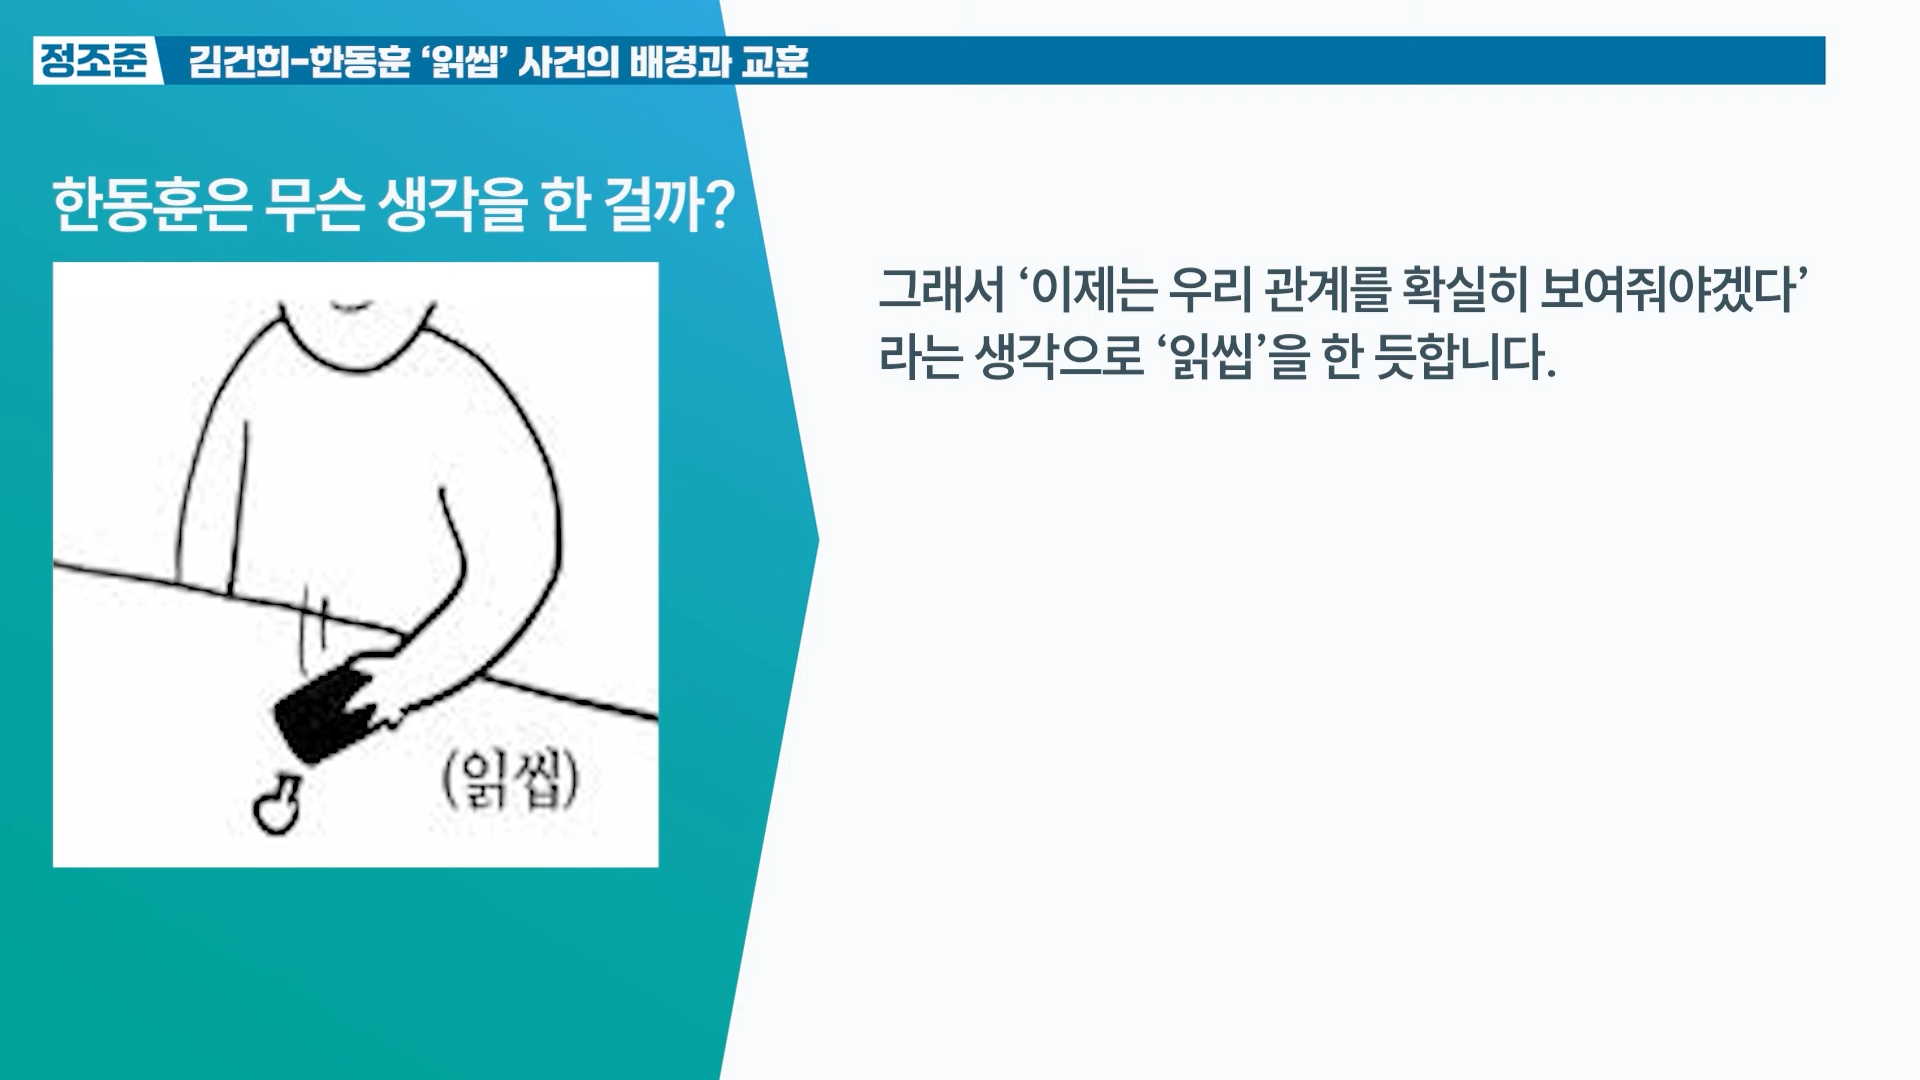 정조준 김건희-한동훈 ‘읽씹’ 사건의 배경과 교훈
한동훈은 무슨 생각을 한 걸까?
(읽씹)
그래서 ‘이제는 우리 관계를 확실히 보여줘야겠다’
라는 생각으로 ‘읽씹’을 한 듯합니다.